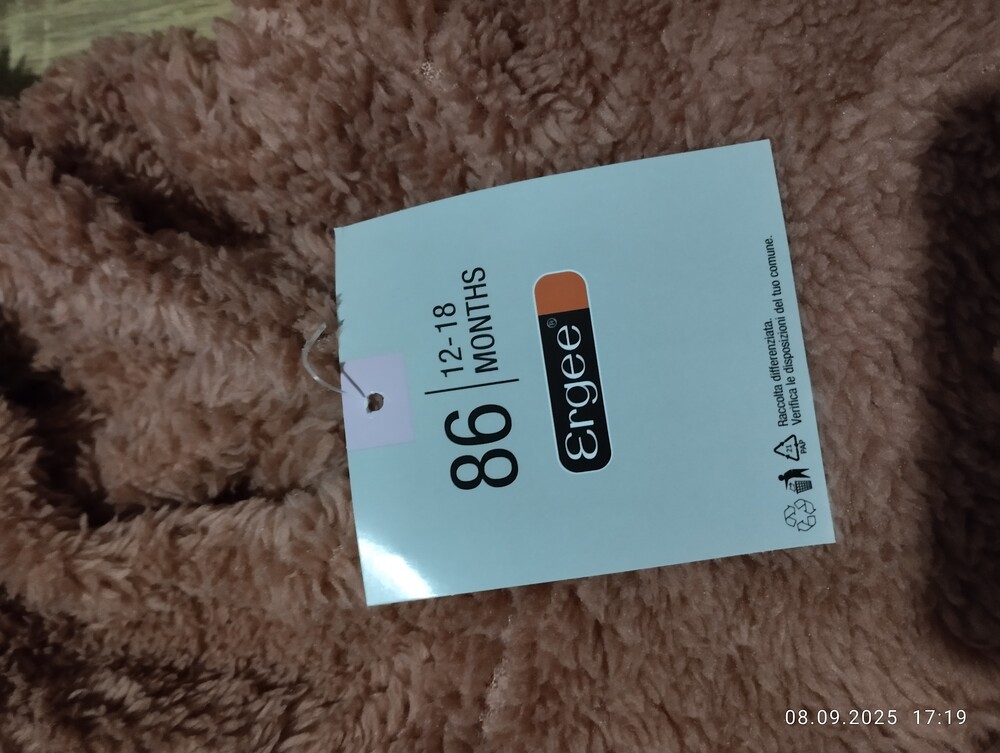 86
12-18
MONTHS
Ergee®
21
PAP
Raccolta differenziata.
Verifica le disposizioni del tuo comune.
08.09.2025 17:19